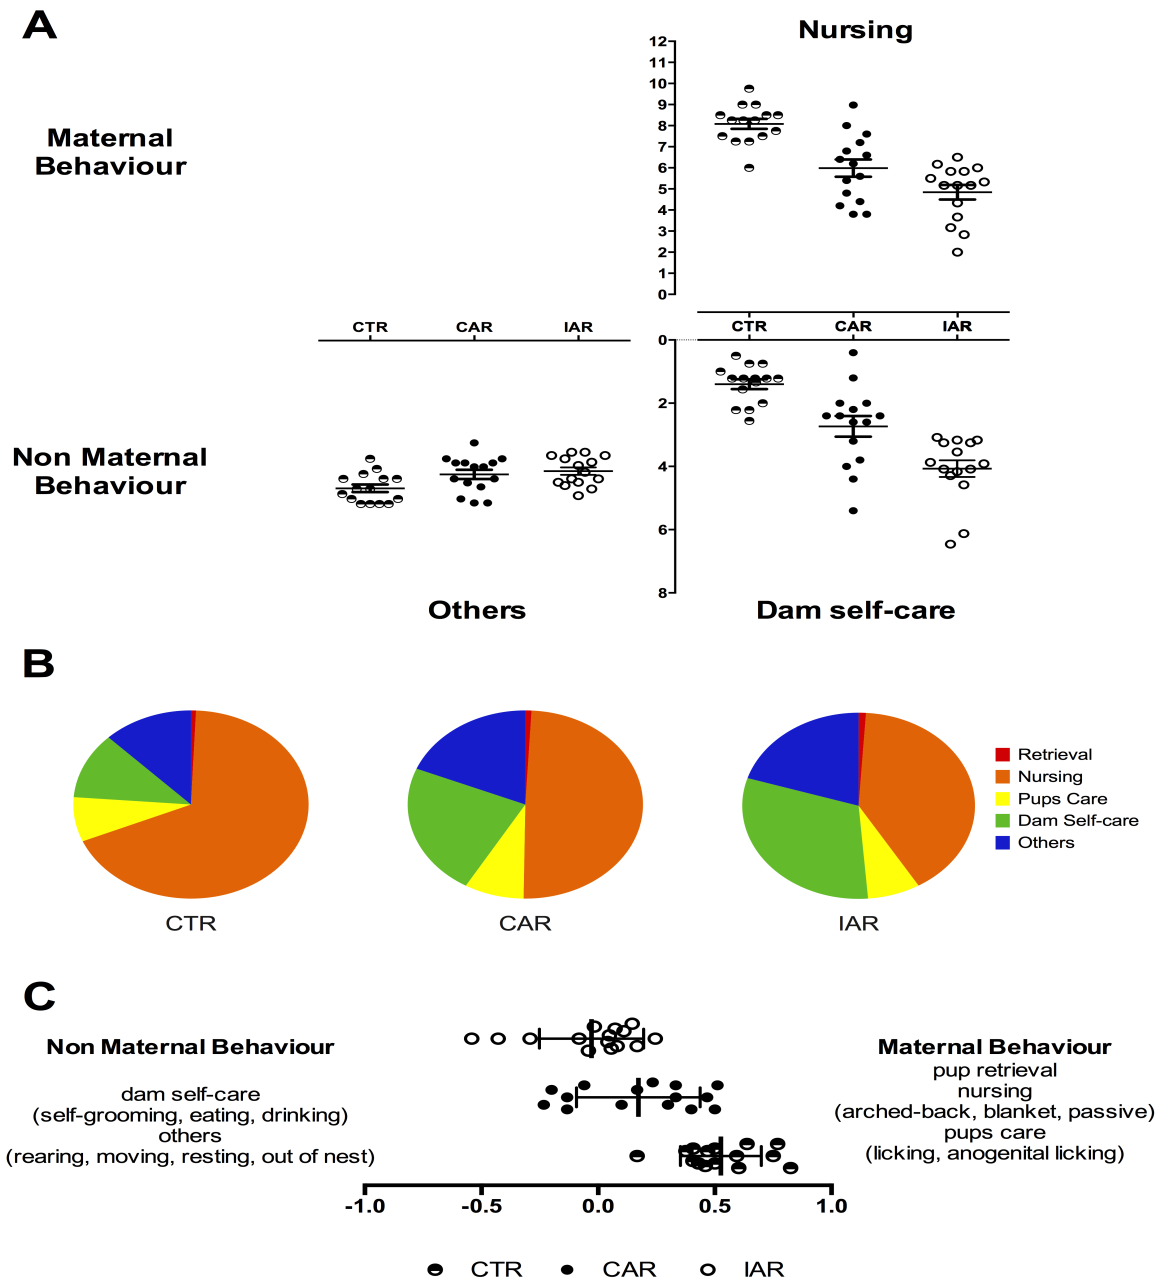 A
Nursing
Maternal
Behaviour
12
11
10
9
8
7
6
5
4
3
2
1
0
CTR CAR IAR
CTR CAR IAR
0
2
4
6
8
Non Maternal
Behaviour
Others
Dam self-care
B
CTR
CAR
IAR
Retrieval
Nursing
Pups Care
Dam Self-care
Others
C
Non Maternal Behaviour
dam self-care
(self-grooming, eating, drinking)
others
(rearing, moving, resting, out of nest)
Maternal Behaviour
pup retrieval
nursing
(arched-back, blanket, passive)
pups care
(licking, anogenital licking)
-1.0 -0.5 0.0 0.5 1.0
CTR CAR IAR